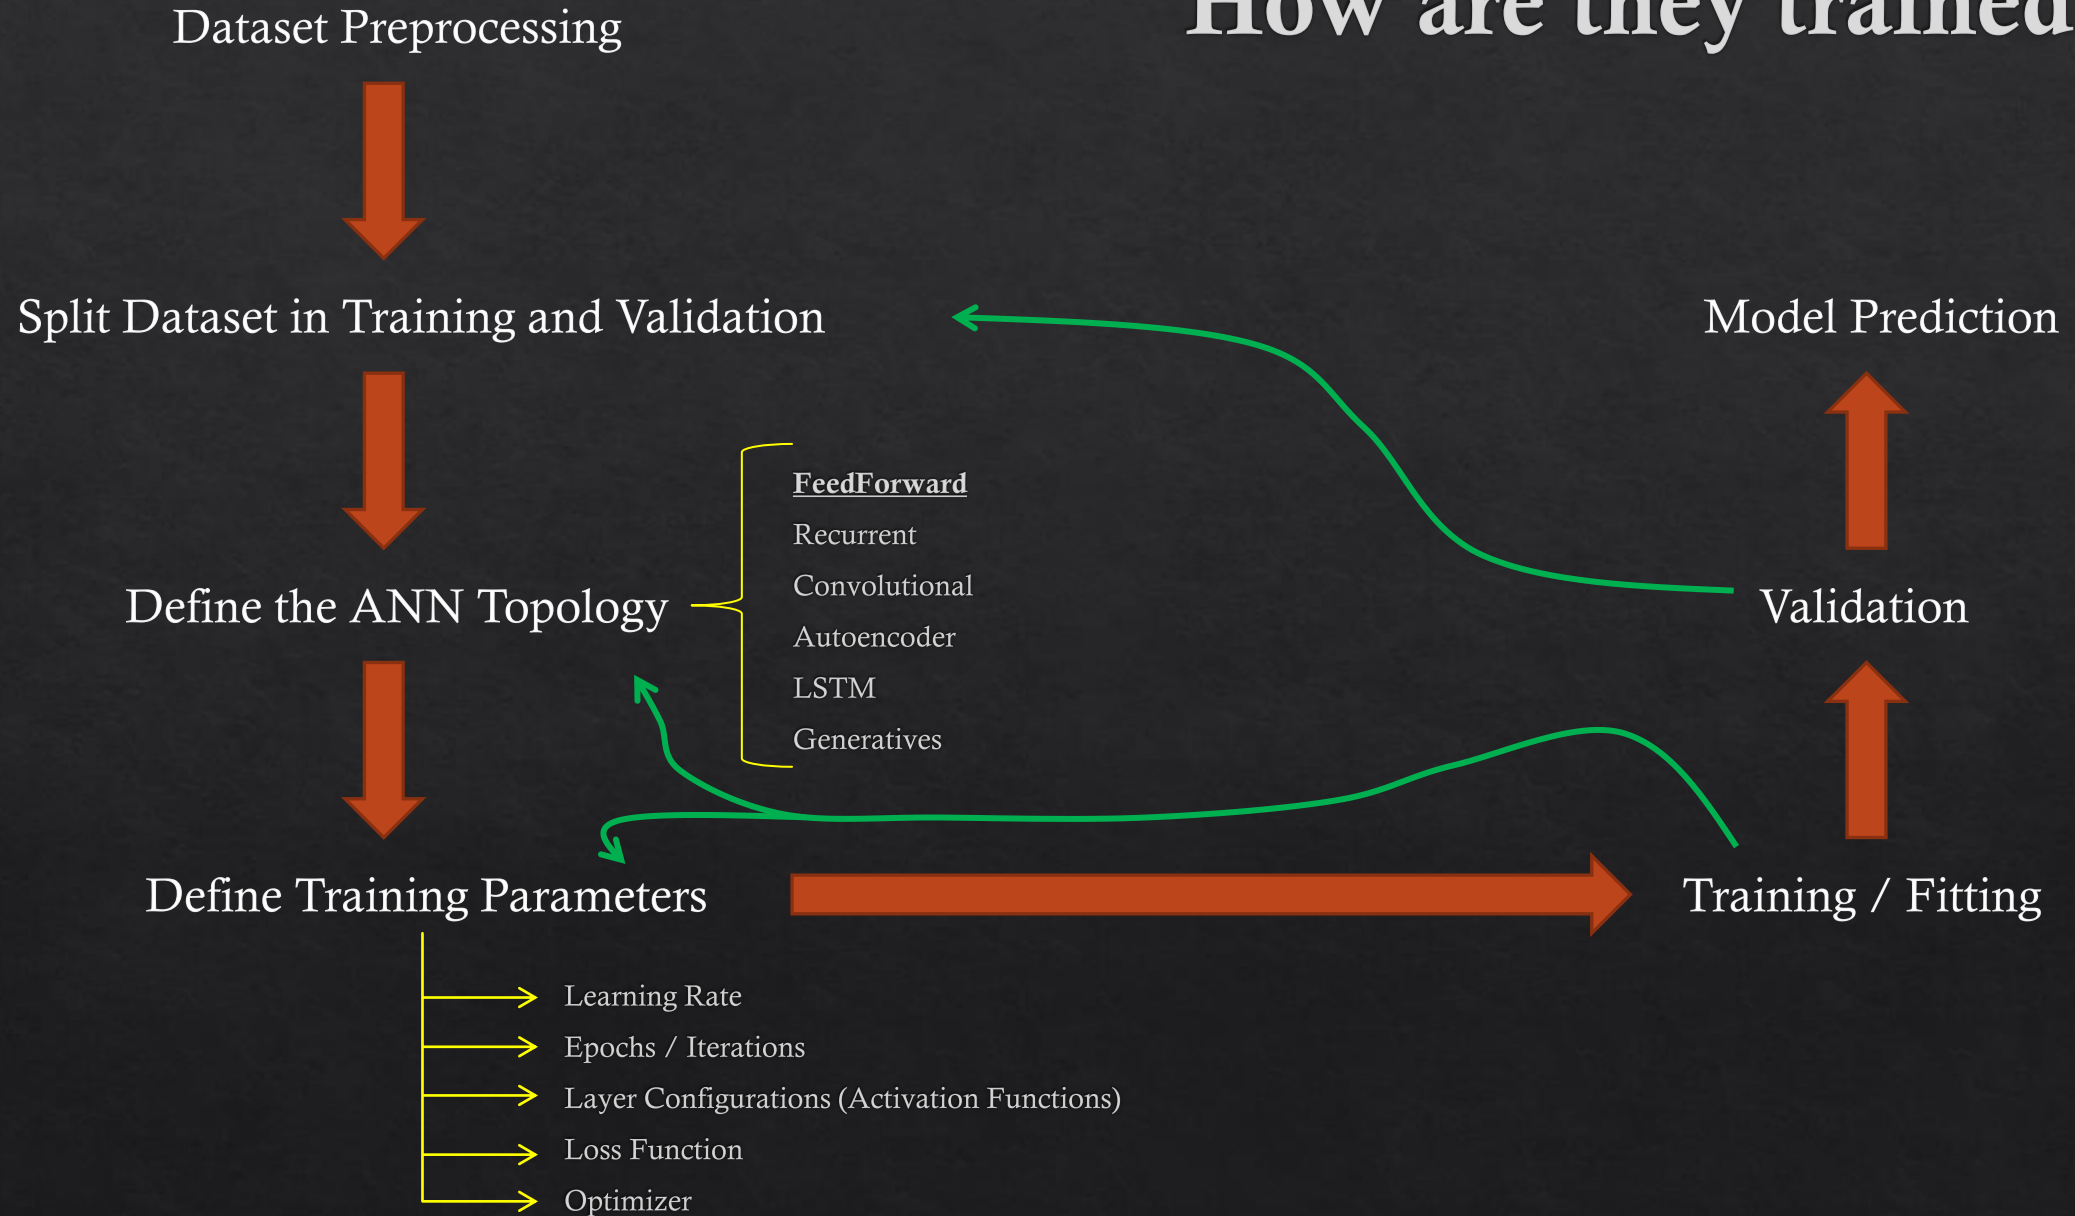 How are they trained
Dataset Preprocessing
Split Dataset in Training and Validation
Define the ANN Topology
FeedForward
Recurrent
Convolutional
Autoencoder
LSTM
Generatives
Define Training Parameters
Learning Rate
Epochs / Iterations
Layer Configurations (Activation Functions)
Loss Function
Optimizer
Training / Fitting
Validation
Model Prediction